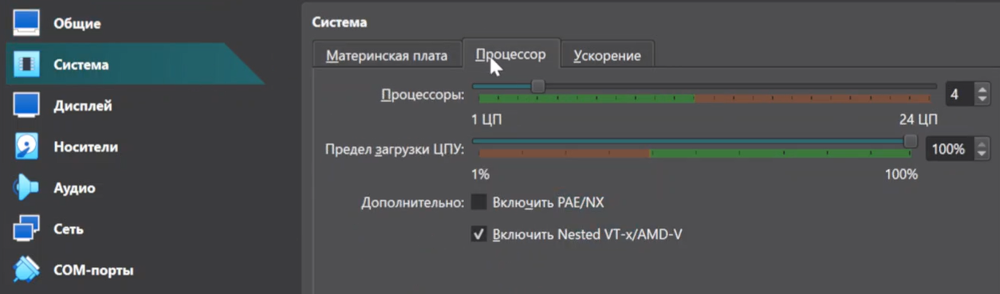 Общие
Система
Дисплей
Носители
Аудио
Сеть
COM-порты
Система
Материнская плата Процессор Ускорение
Процессоры: 4
1 ЦП 24 ЦП
Предел загрузки ЦПУ: 100%
1% 100%
Дополнительно: Включить PAE/NX
Включить Nested VT-x/AMD-V